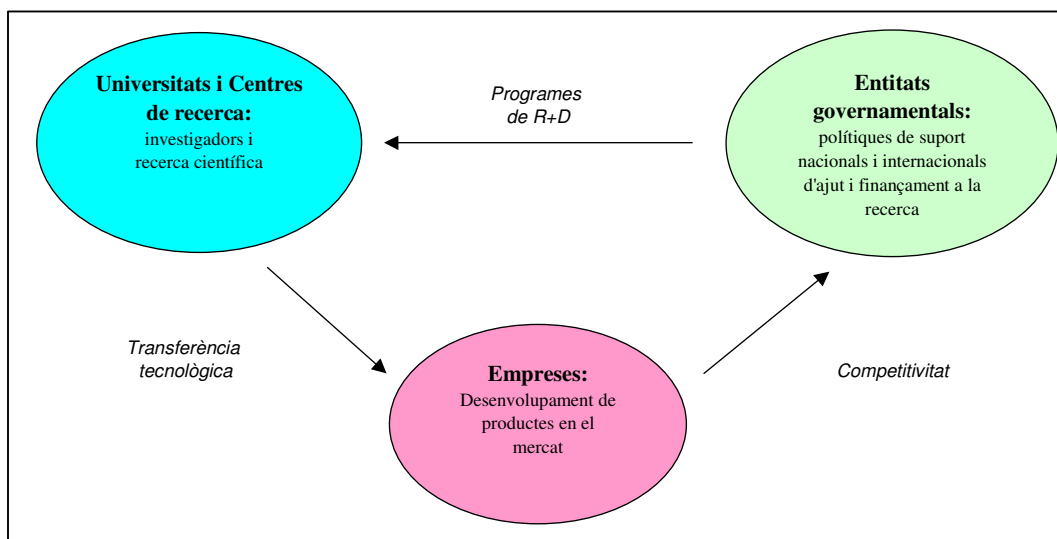 Universitats i Centres
de recerca:
investigadors i
recerca científica
Programes
de R+D
Entitats
governamentals:
polítiques de suport
nacionals i internacionals
d'ajut i finançament a la
recerca
Transferència
tecnològica
Empreses:
Desenvolupament de
productes en el
mercat
Competitivitat